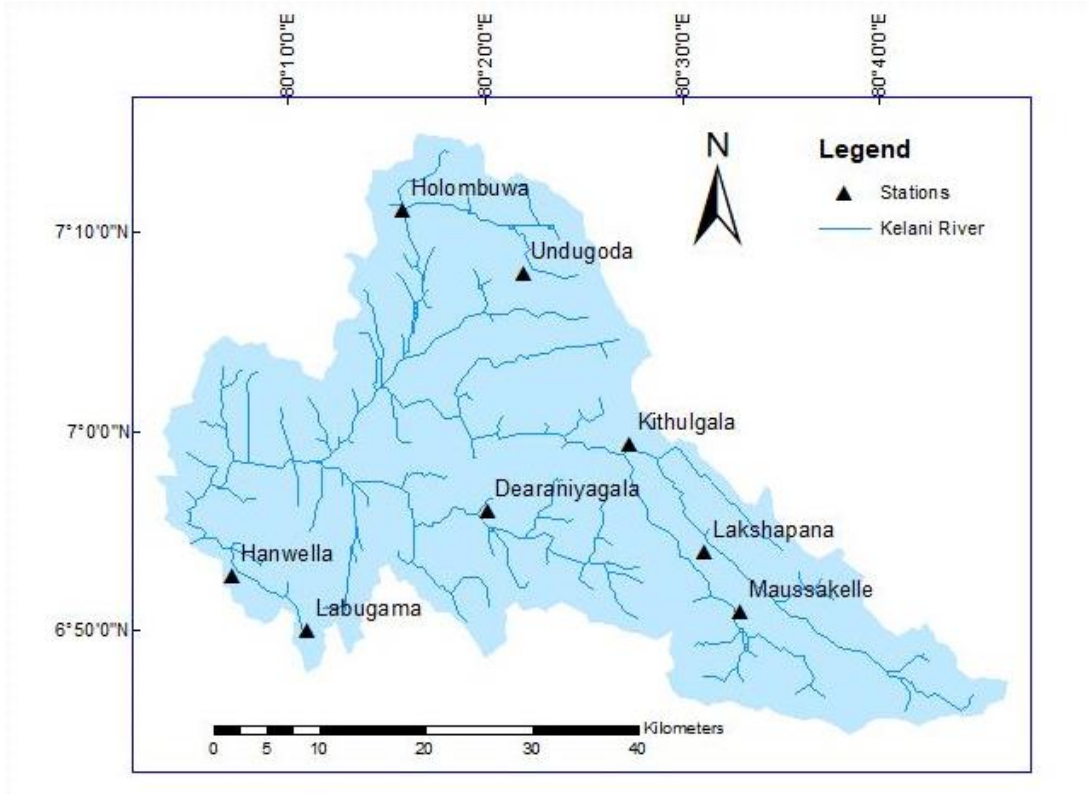 80°10'0"E
80°20'0"E
80°30'0"E
80°40'0"E
N
Legend
Stations
Kelani River
Holombuwa
7°10'0"N
Undugoda
Kithulgala
7°0'0"N
Dearaniyagala
Lakshapana
Hanwella
Maussakelle
Labugama
6°50'0"N
Kilometers
0 5 10 20 30 40